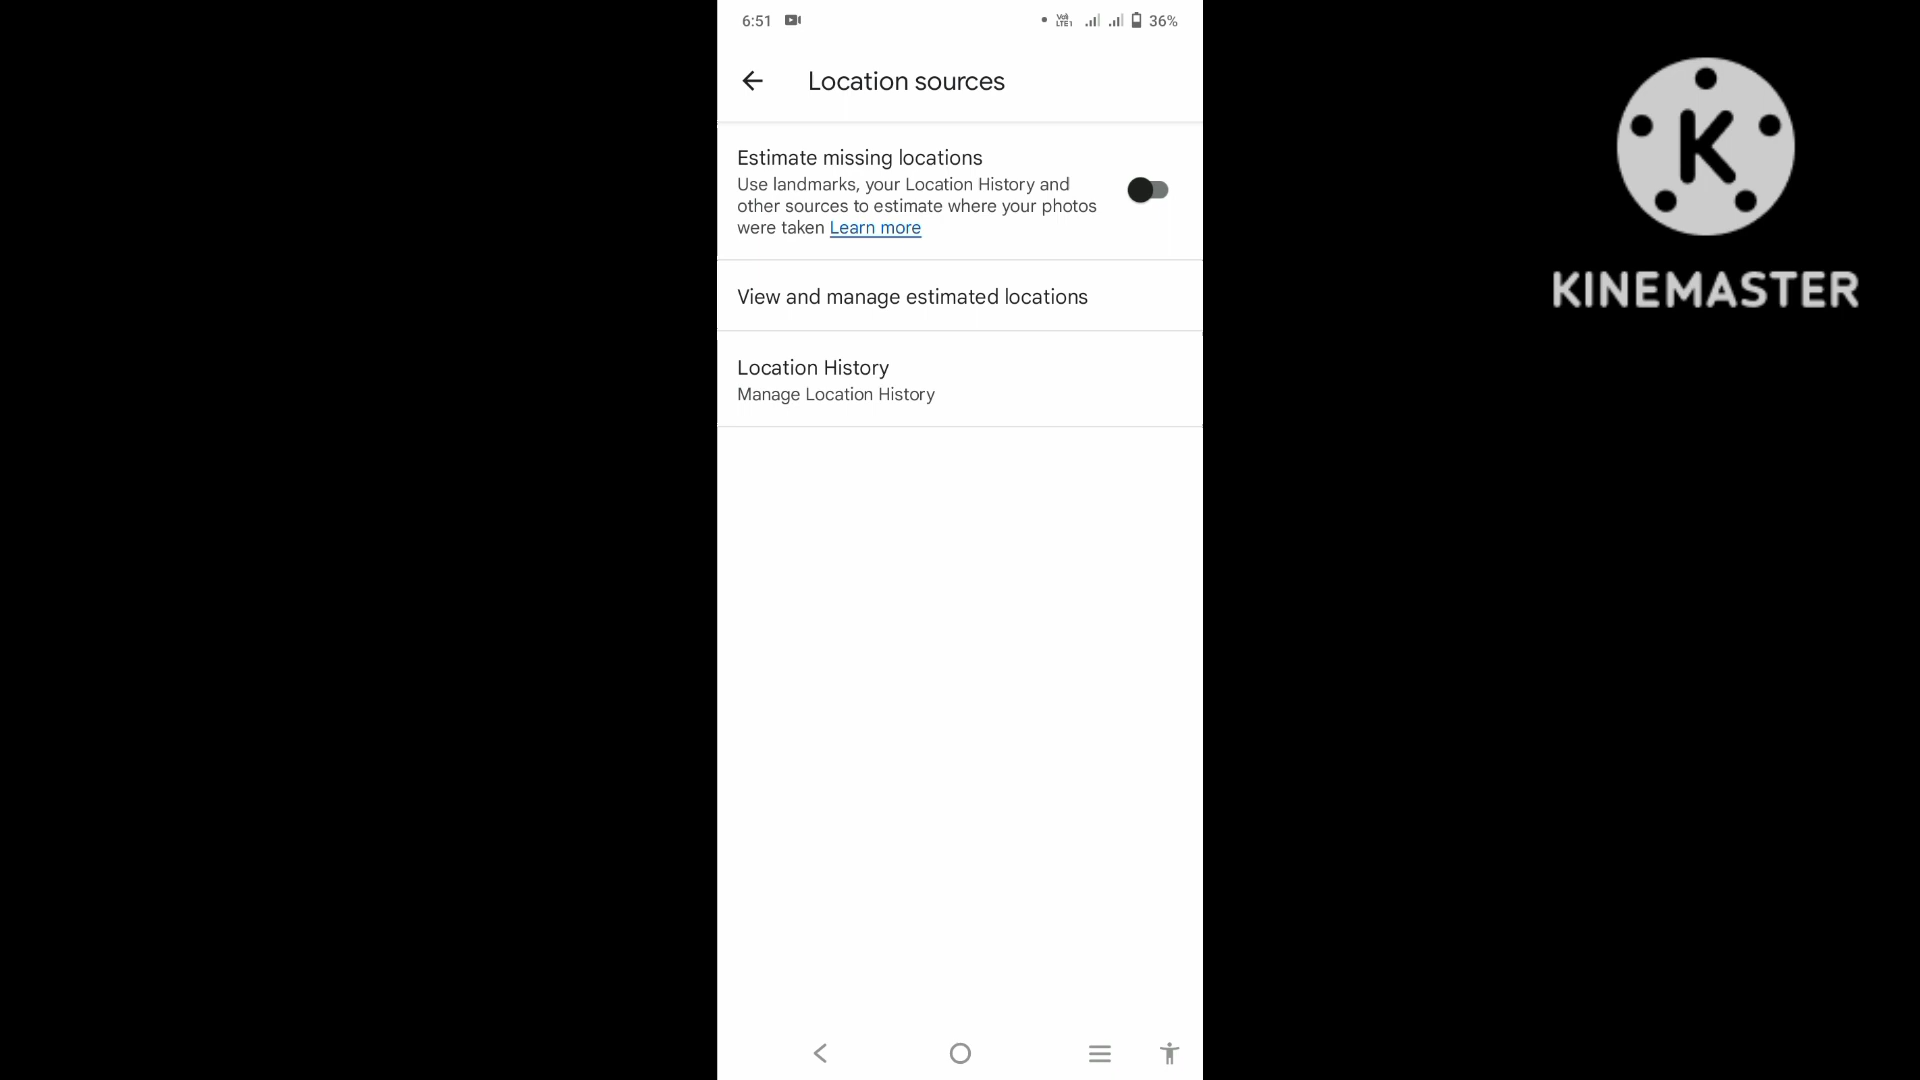 6:51
36%
Location sources
Estimate missing locations
Use landmarks, your Location History and
other sources to estimate where your photos
were taken Learn more
View and manage estimated locations
Location History
Manage Location History
K
KINEMASTER